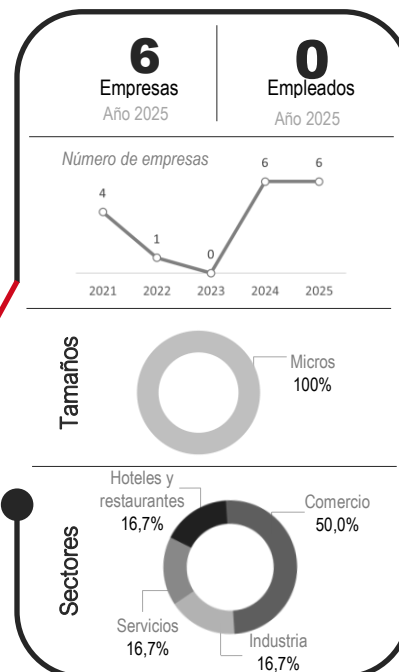 6
Empresas
Año 2025
0
Empleados
Año 2025
Número de empresas
4
1
0
6
6
2021
2022
2023
2024
2025
Tamaños
Micros
100%
Sectores
Hoteles y
restaurantes
16,7%
Comercio
50,0%
Servicios
16,7%
Industria
16,7%